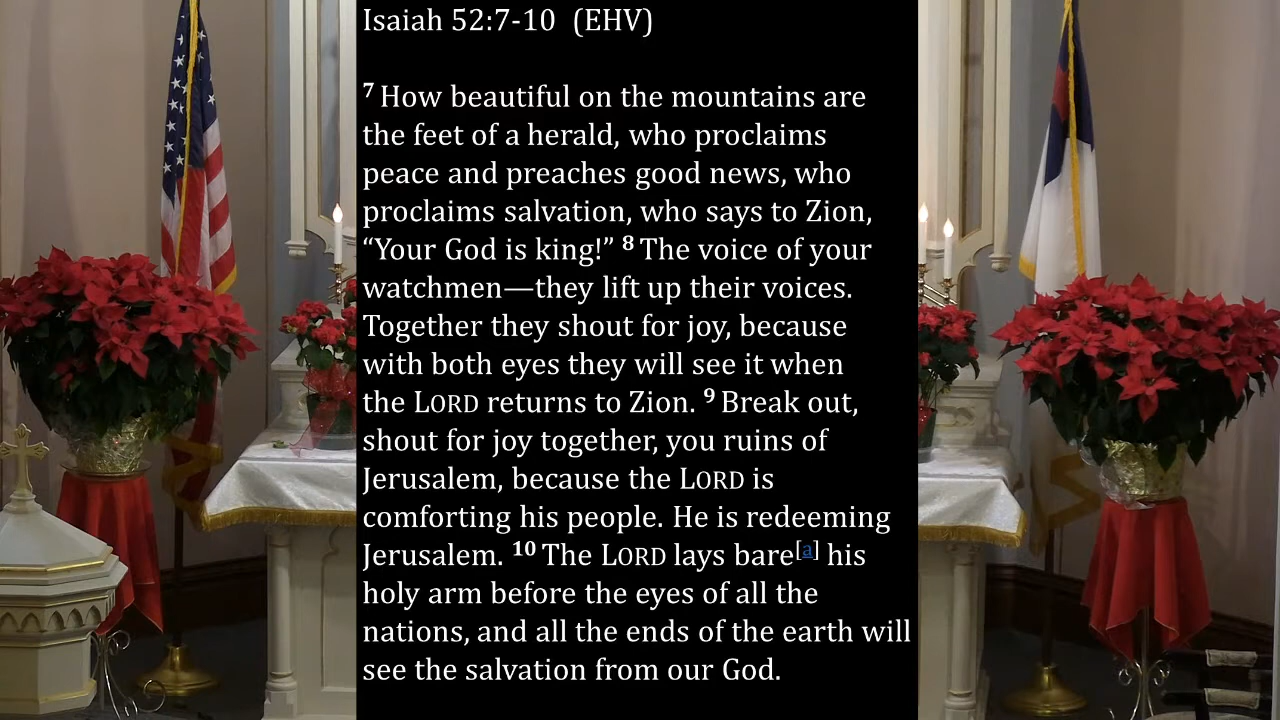 Isaiah 52:7-10  (EHV)
7 How beautiful on the mountains are
the feet of a herald, who proclaims
peace and preaches good news, who
proclaims salvation, who says to Zion,
“Your God is king!” 8 The voice of your
watchmen—they lift up their voices.
Together they shout for joy, because
with both eyes they will see it when
the LORD returns to Zion. 9 Break out,
shout for joy together, you ruins of
Jerusalem, because the LORD is
comforting his people. He is redeeming
Jerusalem. 10 The LORD lays bare[a] his
holy arm before the eyes of all the
nations, and all the ends of the earth will
see the salvation from our God.